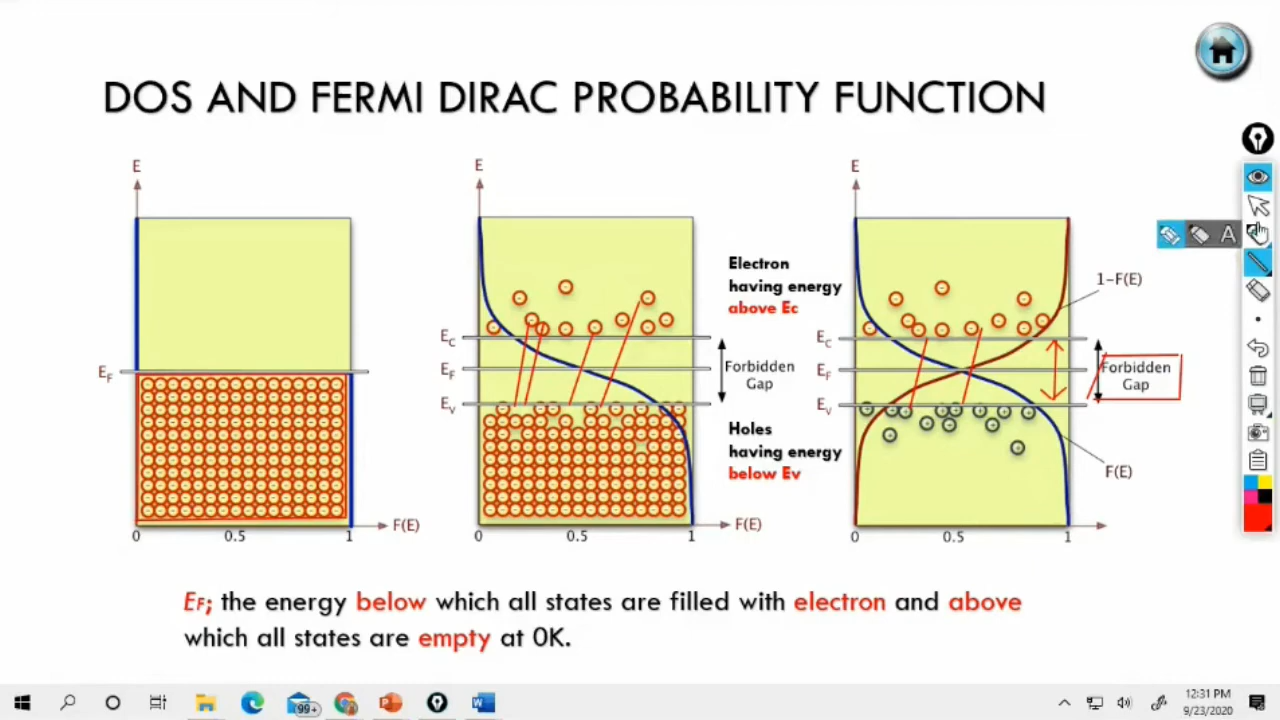 DOS AND FERMI DIRAC PROBABILITY FUNCTION
E
EF
F(E)
0 0.5 1
E
EC
EF
EV
F(E)
0 0.5 1
Electron
having energy
above Ec
Forbidden
Gap
Holes
having energy
below Ev
E
EC
EF
EV
1-F(E)
Forbidden
Gap
F(E)
0 0.5 1
A
EF; the energy below which all states are filled with electron and above
which all states are empty at 0K.
99+
12:31 PM
9/23/2020